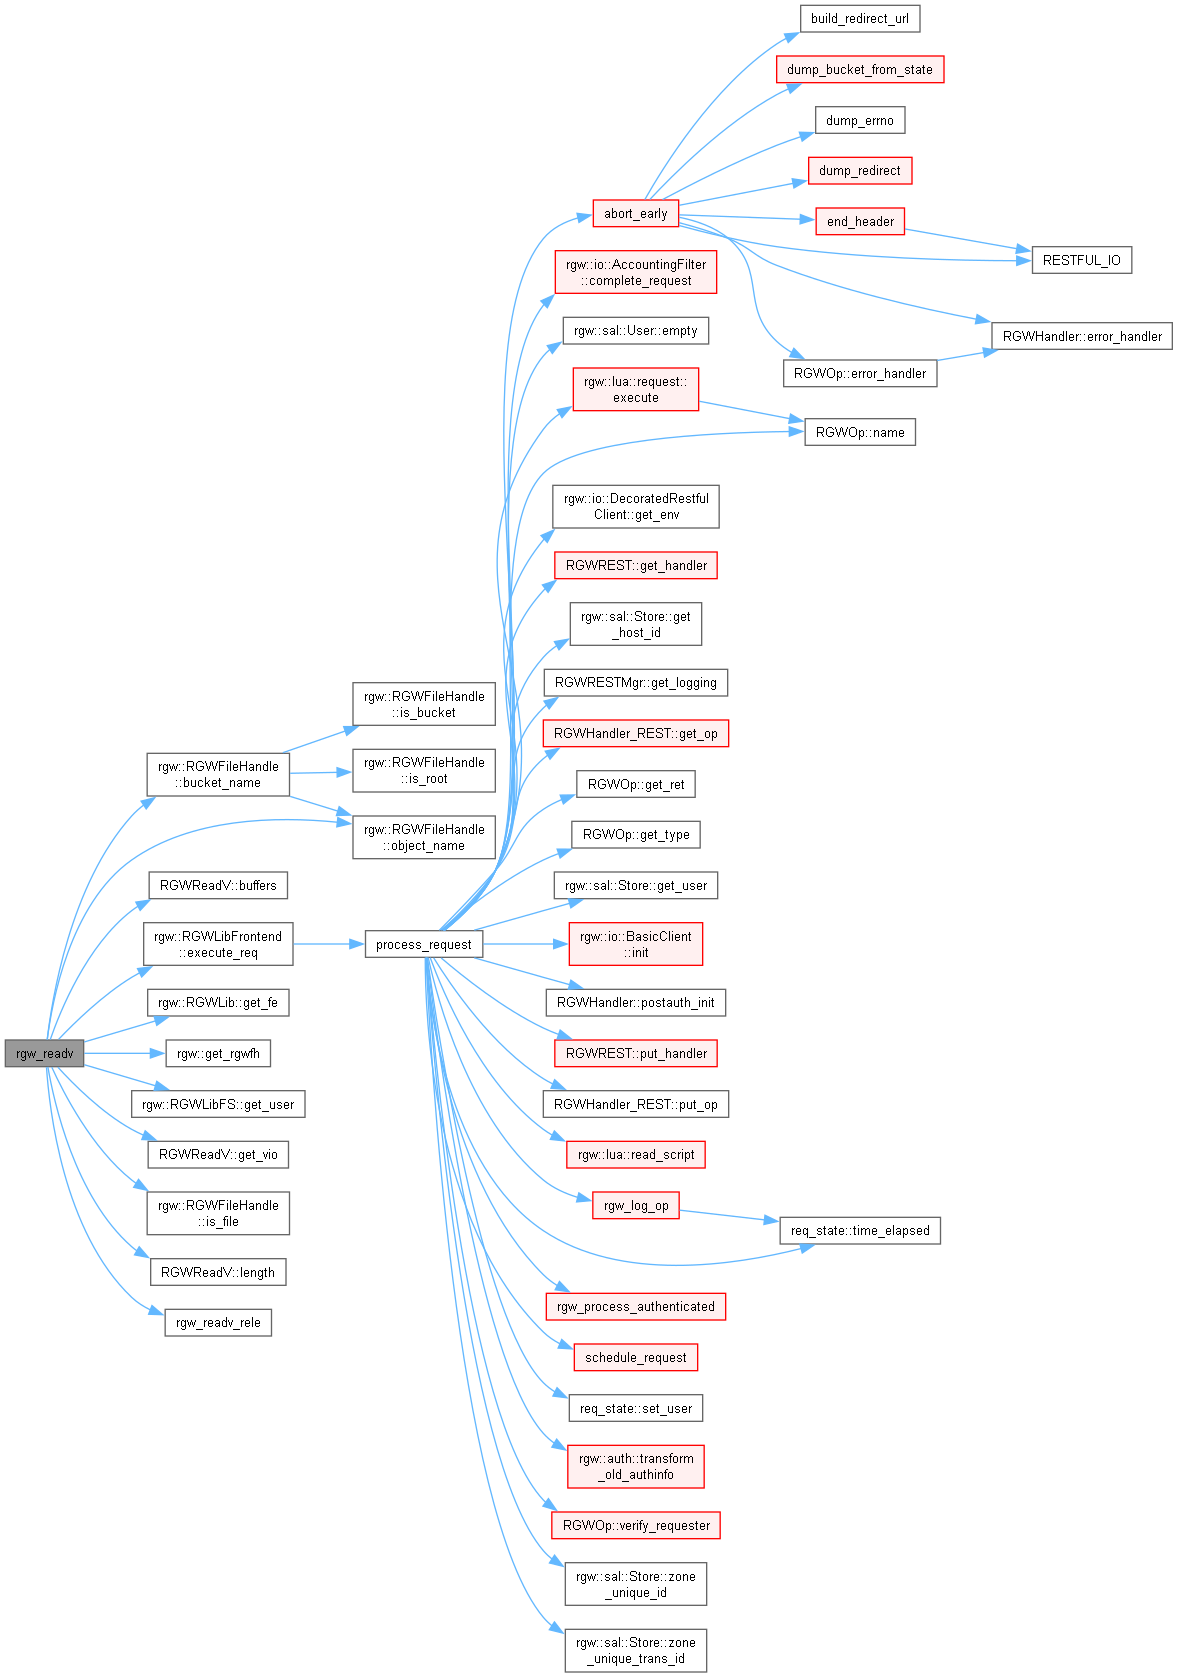 build_redirect_url
dump_bucket_from_state
dump_errno
dump_redirect
abort_early
end_header
RESTFUL_IO
rgw::io::AccountingFilter
::complete_request
rgw::sal::User::empty
RGWHandler::error_handler
RGWOp::error_handler
rgw::lua::request::
execute
RGWOp::name
rgw::io::DecoratedRestful
Client::get_env
RGWREST::get_handler
rgw::sal::Store::get
_host_id
RGWRESTMgr::get_logging
rgw::RGWFileHandle
::is_bucket
RGWHandler_REST::get_op
rgw::RGWFileHandle
::bucket_name
rgw::RGWFileHandle
::is_root
RGWOp::get_ret
rgw::RGWFileHandle
::object_name
RGWOp::get_type
RGWReadV::buffers
rgw::sal::Store::get_user
rgw::RGWLibFrontend
::execute_req
process_request
rgw::io::BasicClient
::init
rgw::RGWLib::get_fe
RGWHandler::postauth_init
rgw_readv
rgw::get_rgwfh
RGWREST::put_handler
rgw::RGWLibFS::get_user
RGWHandler_REST::put_op
RGWReadV::get_vio
rgw::lua::read_script
rgw::RGWFileHandle
::is_file
rgw_log_op
req_state::time_elapsed
RGWReadV::length
rgw_process_authenticated
rgw_readv_rele
schedule_request
req_state::set_user
rgw::auth::transform
_old_authinfo
RGWOp::verify_requester
rgw::sal::Store::zone
_unique_id
rgw::sal::Store::zone
_unique_trans_id